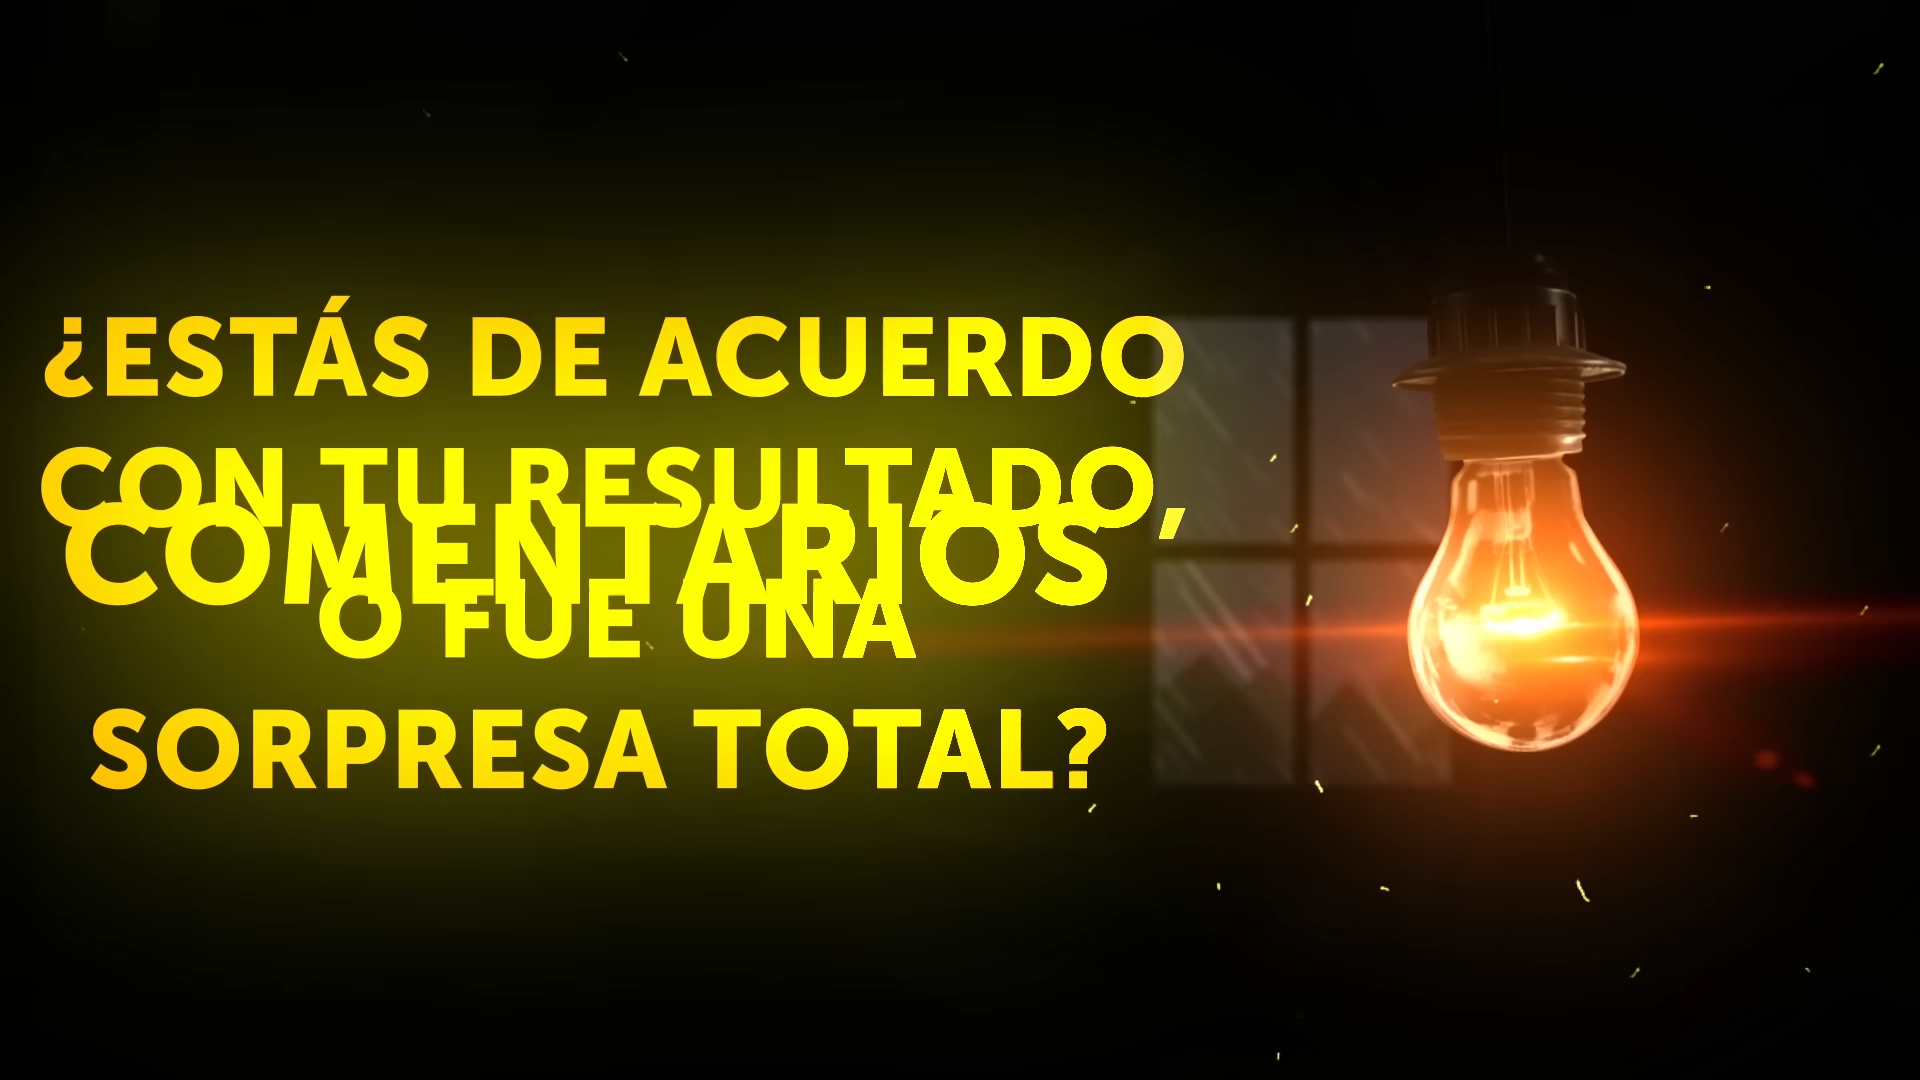 ¿ESTÁS DE ACUERDO
CON TU RESULTADO,
COMENTARIOS
O FUE UNA
SORPRESA TOTAL?